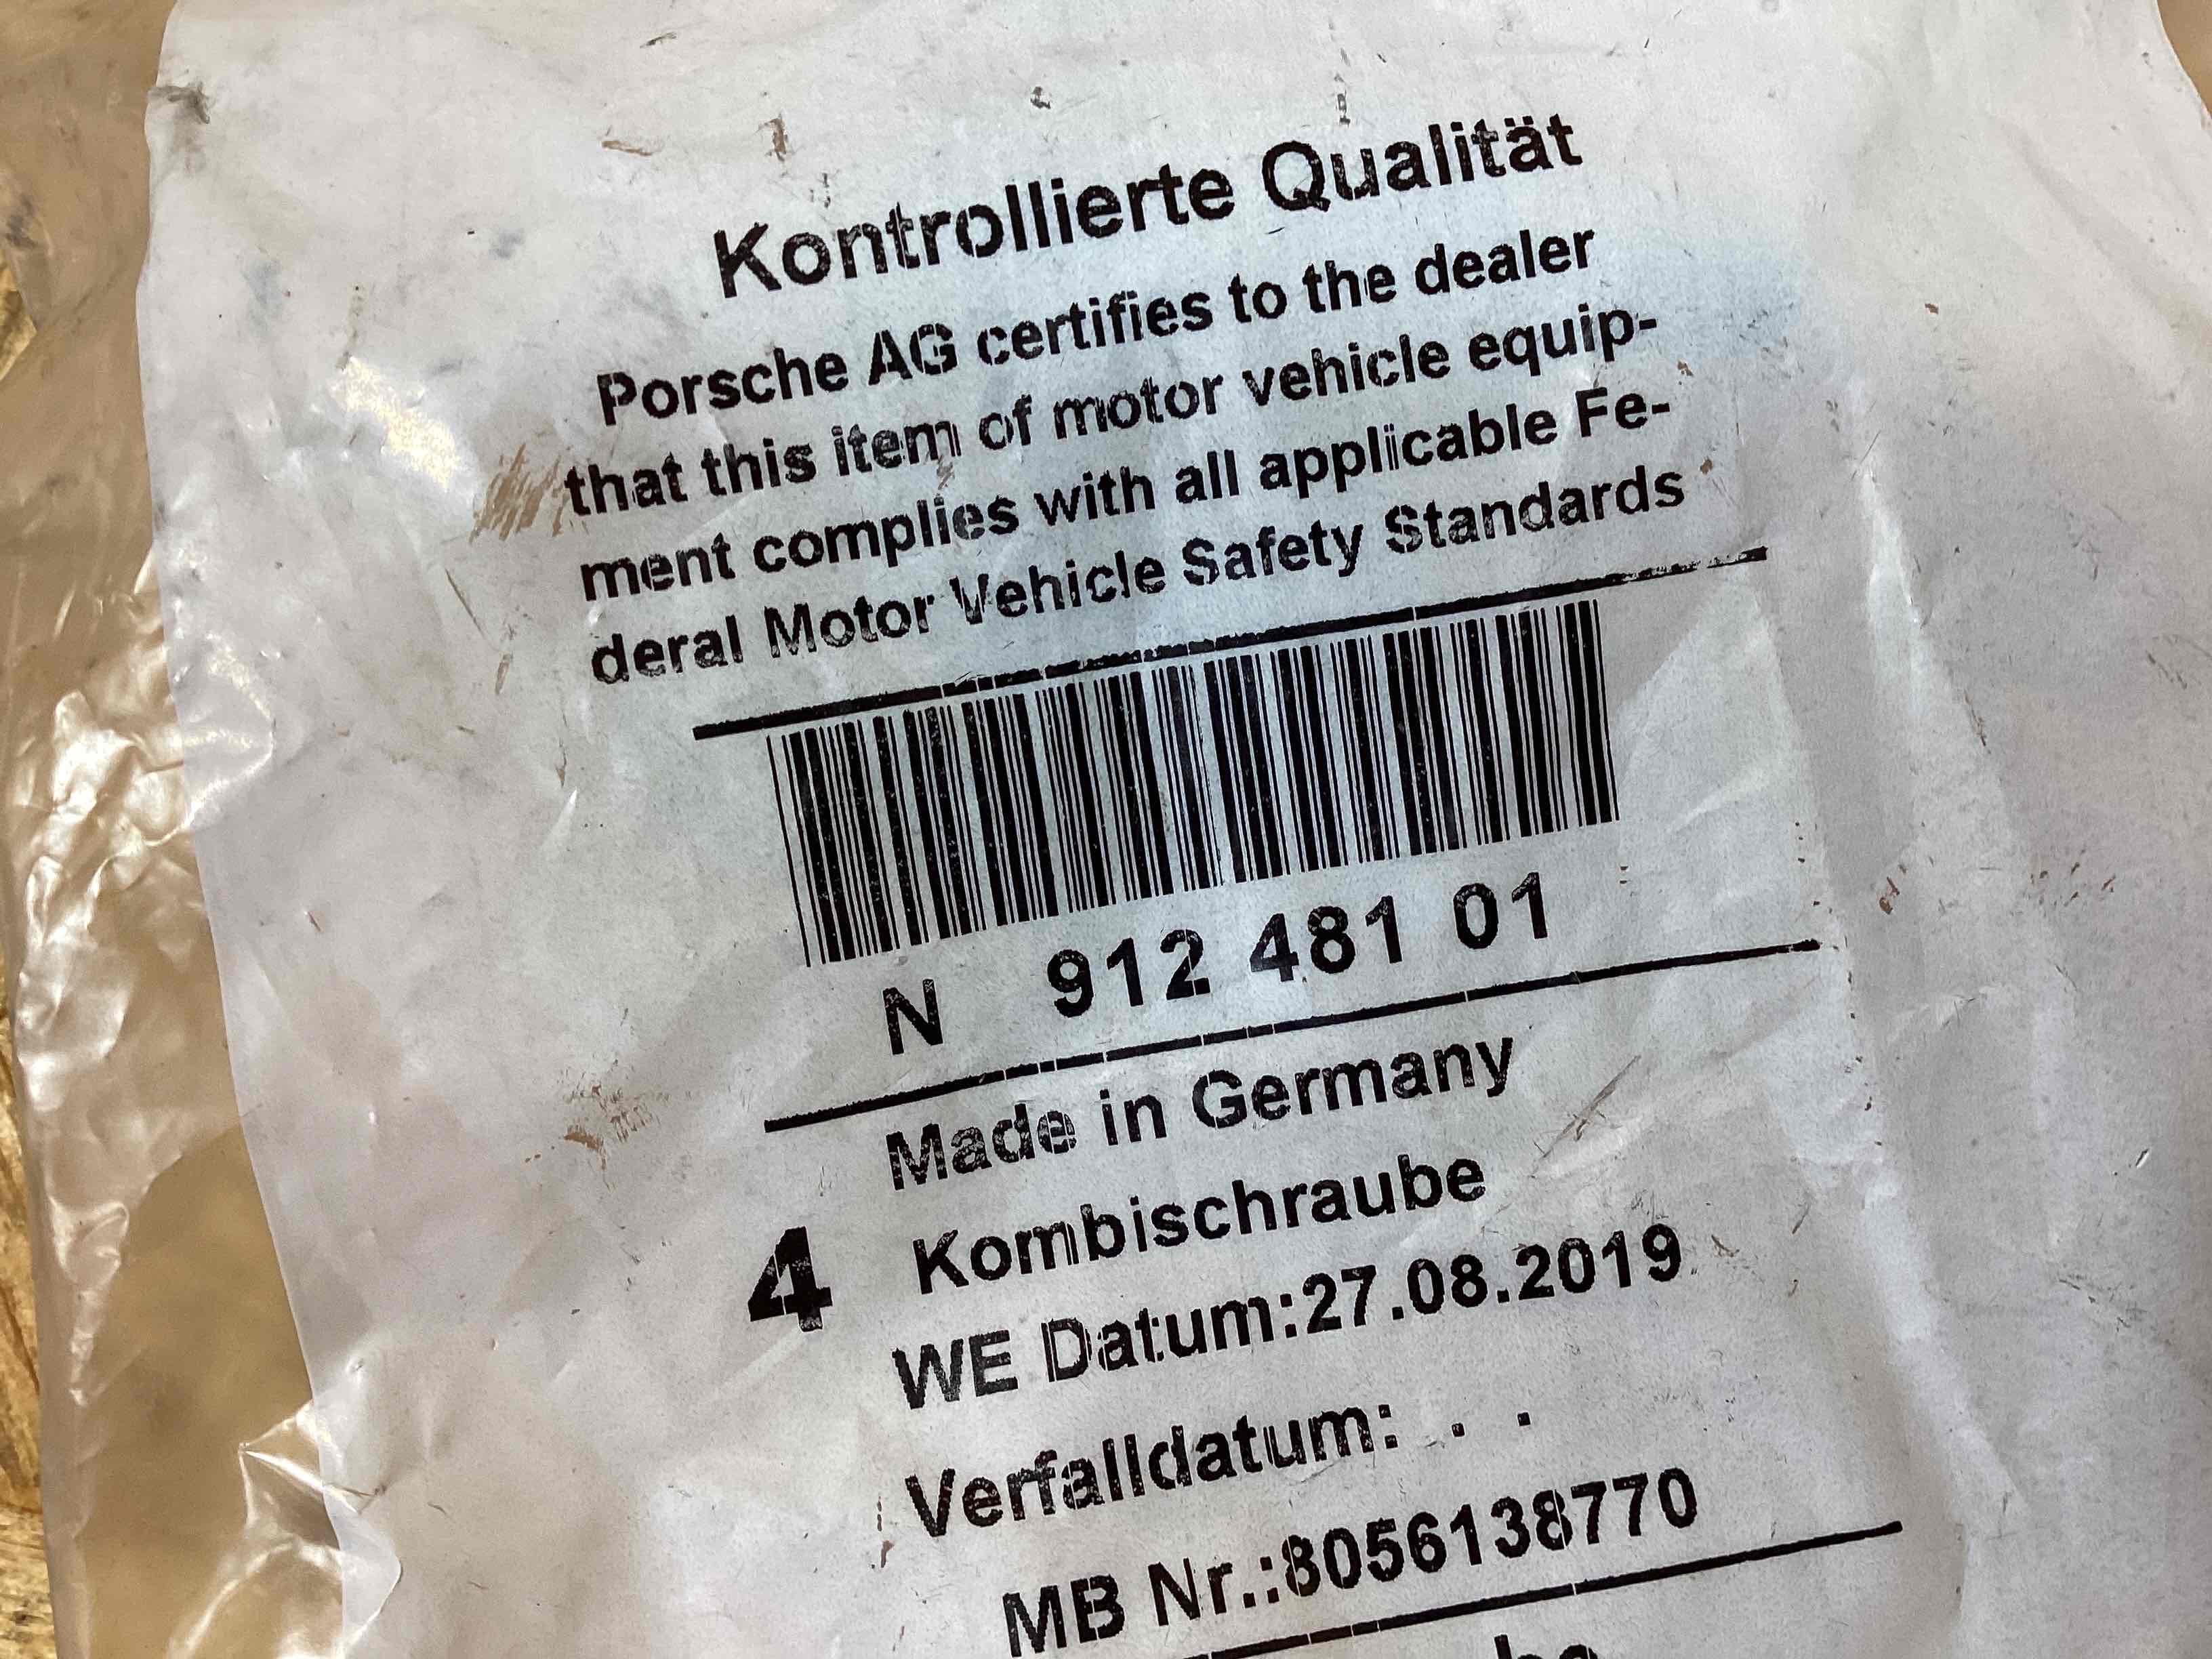 Kontrollierte Qualität
Porsche AG certifies to the dealer
that this item of motor vehicle equip-
ment complies with all applicable Fe-
deral Motor Vehicle Safety Standards
N 912 481 01
Made in Germany
4 Kombischraube
WE Datum:27.08.2019
Verfalldatum: . .
MB Nr.:8056138770